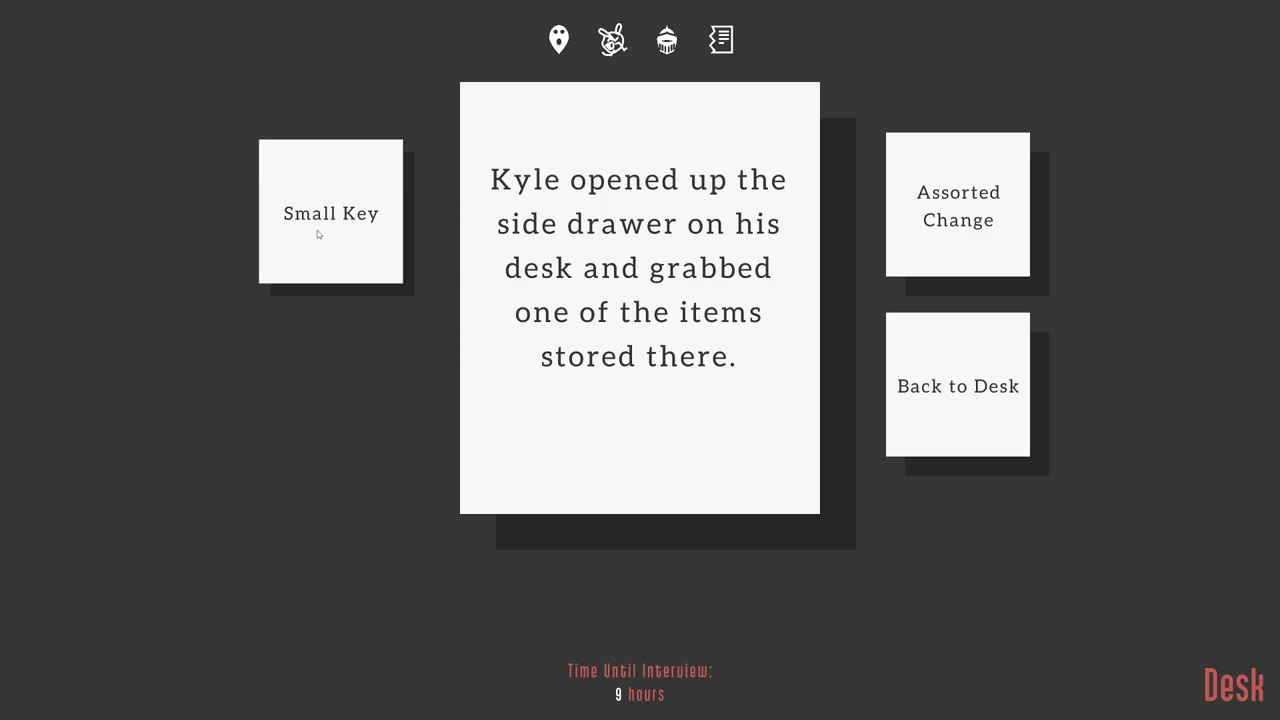 Small Key
Kyle opened up the
side drawer on his
desk and grabbed
one of the items
stored there.
Assorted
Change
Back to Desk
Time Until Interview:
9 hours
Desk